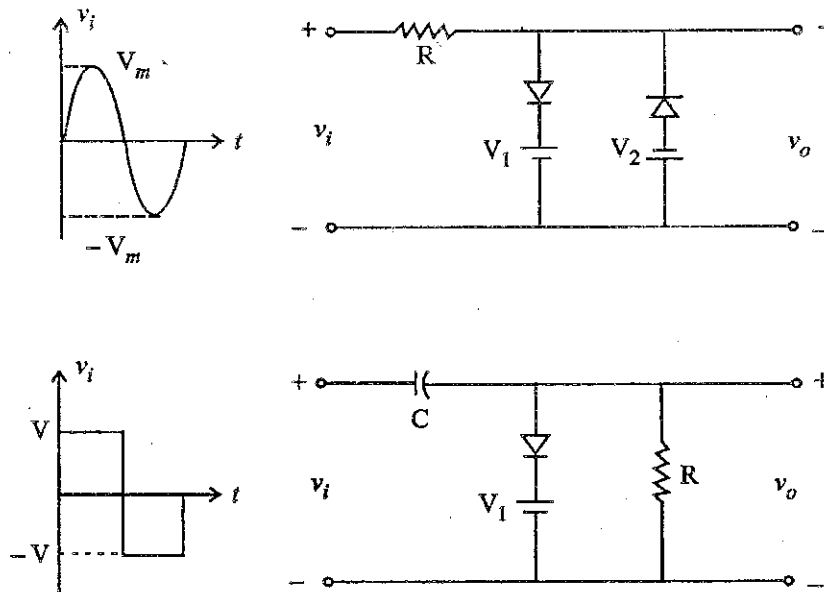 v_i
V_m
t
-V_m
+ R +
v_i V_1 V_2 v_o
- -
v_i
V
t
-V
+ C +
v_i V_1 R v_o
- -